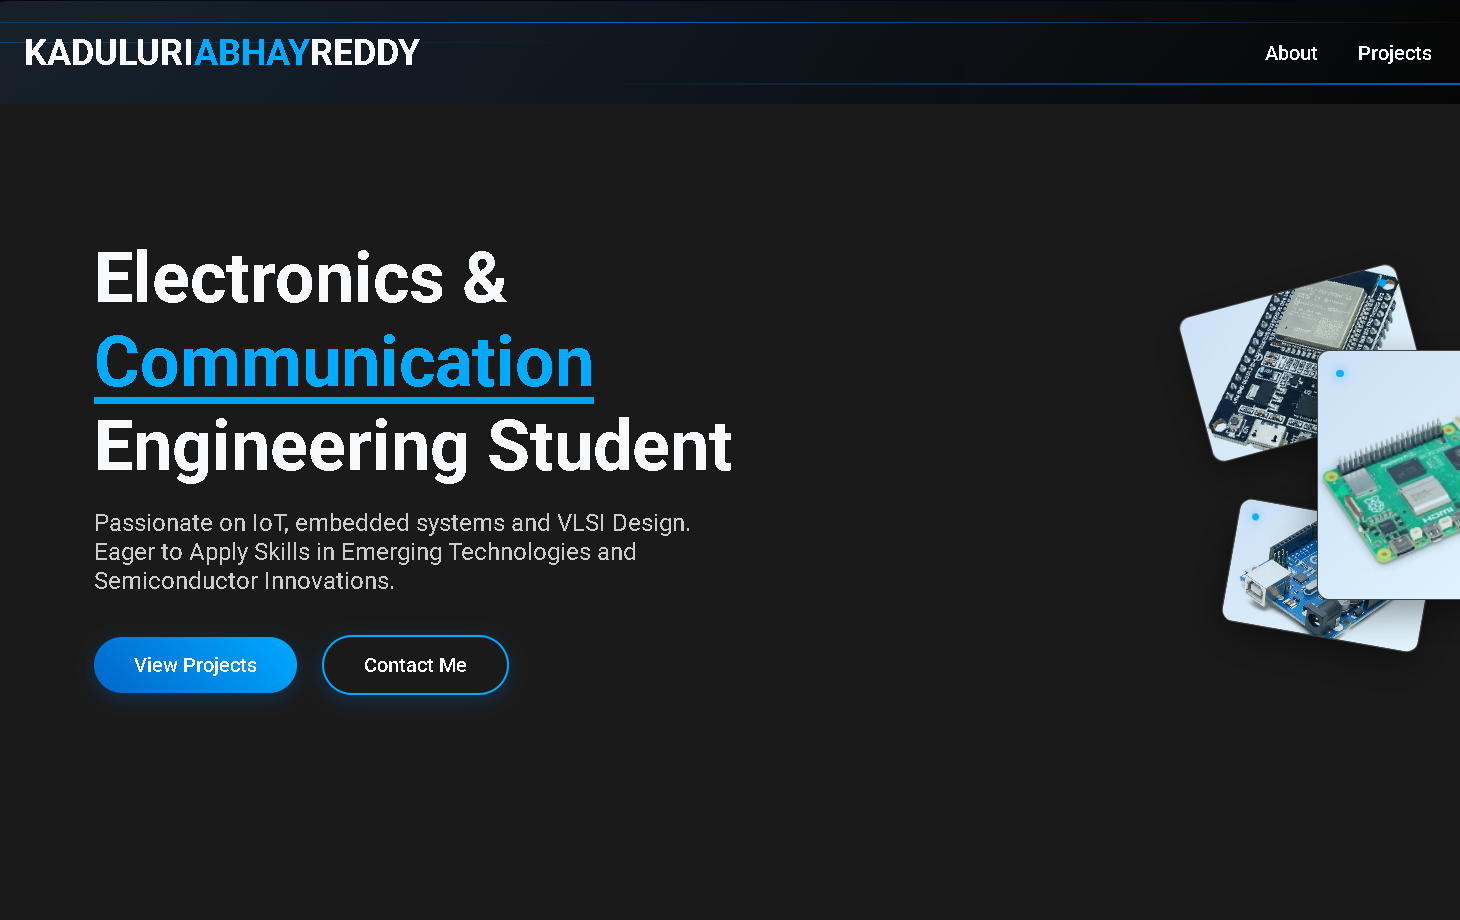 KADULURIABHAYREDDY
About
Projects
Electronics &
Communication
Engineering Student
Passionate on IoT, embedded systems and VLSI Design.
Eager to Apply Skills in Emerging Technologies and
Semiconductor Innovations.
View Projects
Contact Me